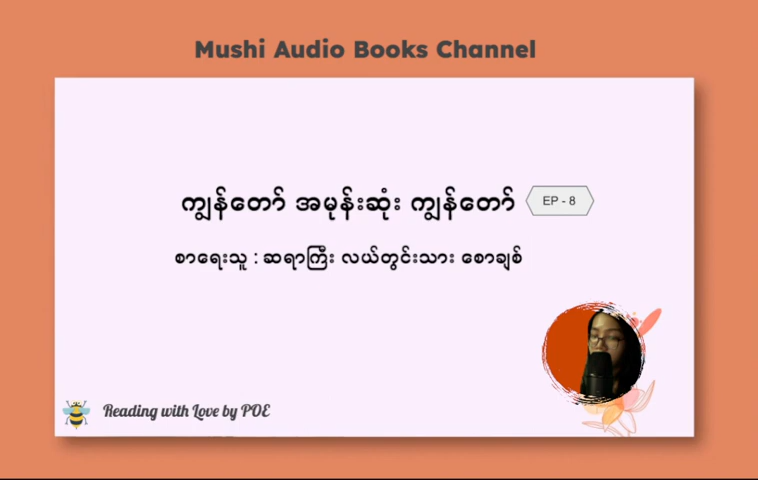 Mushi Audio Books Channel
ကျွန်တော် အမုန်းဆုံး ကျွန်တော် EP - 8
စာရေးသူ : ဆရာကြီး လယ်တွင်းသား စောချစ်
Reading with Love by POE